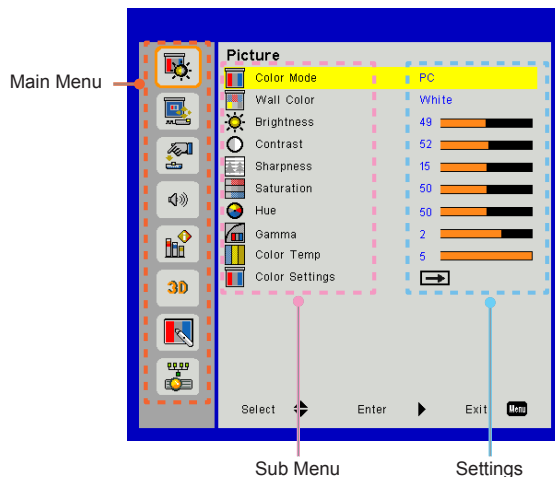 Picture
Main Menu
Color Mode PC
Wall Color White
Brightness 49
Contrast 52
Sharpness 15
Saturation 50
Hue 50
Gamma 2
Color Temp 5
Color Settings
3D
Select Enter Exit Menu
Sub Menu Settings